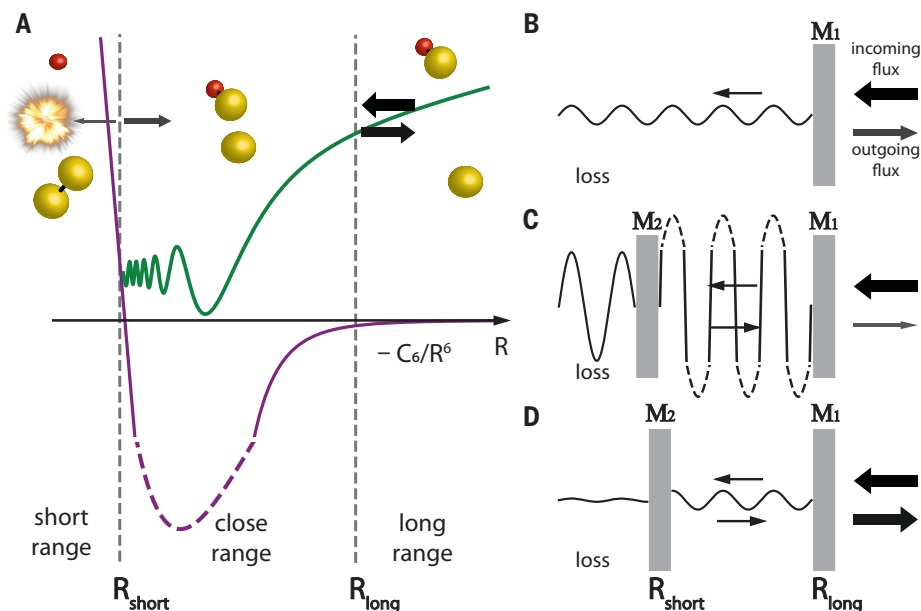 A
− C₆/R⁶
R
short
range
close
range
long
range
Rshort
Rlong
B
M1
incoming
flux
outgoing
flux
loss
C
M2
M1
loss
D
M2
M1
loss
Rshort
Rlong